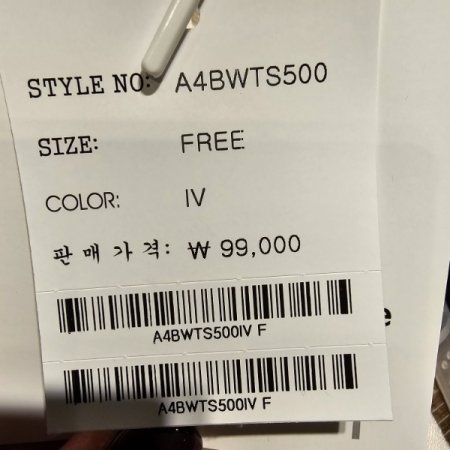 STYLE NO: A4BWTS500
SIZE: FREE
COLOR: IV
판매가격: ₩ 99,000
A4BWTS500IV F
A4BWTS500IV F
e